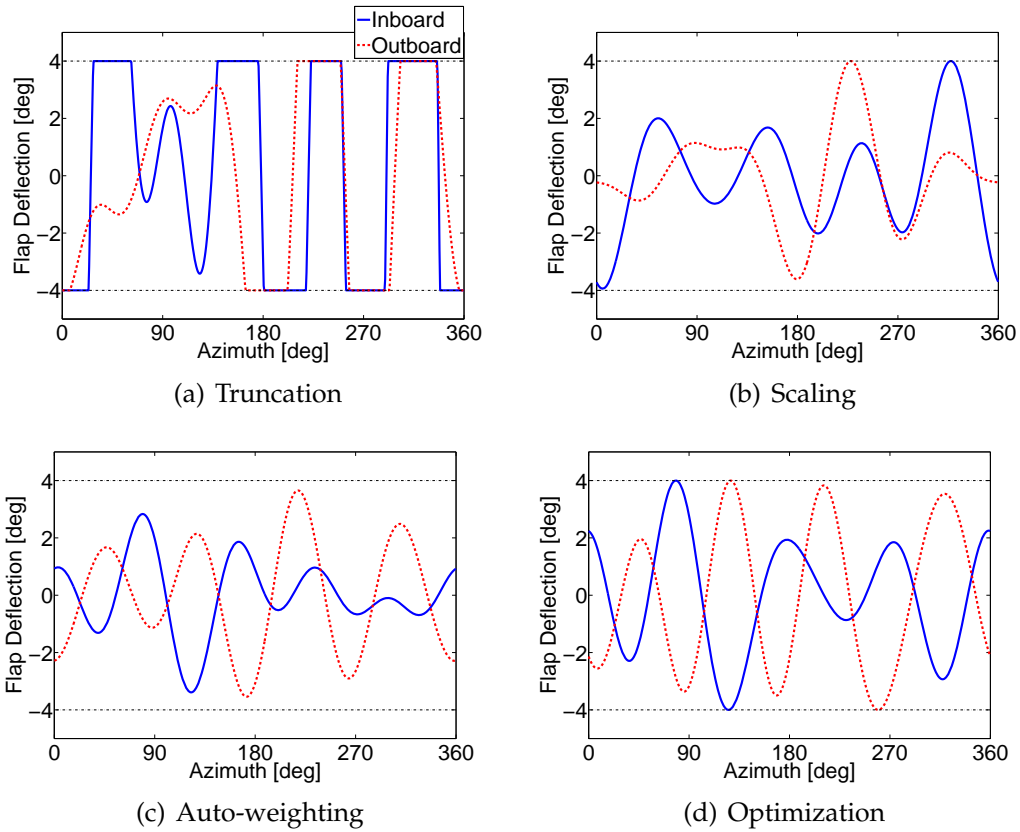 Inboard
Outboard
Flap Deflection [deg]
4
2
0
−2
−4
0 90 180 270 360
Azimuth [deg]
(a) Truncation
Flap Deflection [deg]
4
2
0
−2
−4
0 90 180 270 360
Azimuth [deg]
(b) Scaling
Flap Deflection [deg]
4
2
0
−2
−4
0 90 180 270 360
Azimuth [deg]
(c) Auto-weighting
Flap Deflection [deg]
4
2
0
−2
−4
0 90 180 270 360
Azimuth [deg]
(d) Optimization